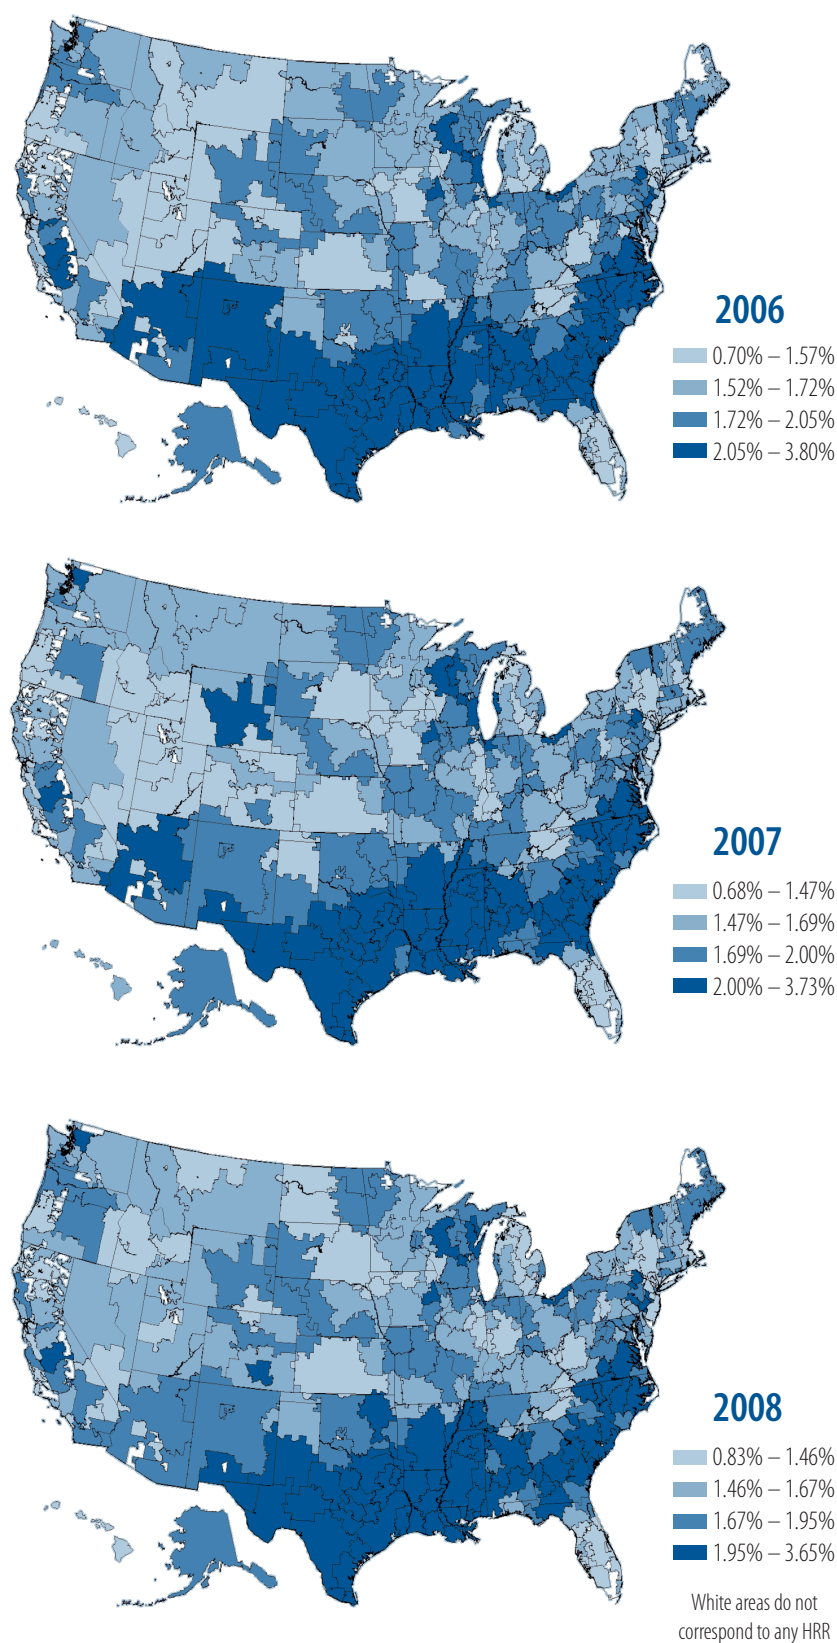 2006
0.70% – 1.57%
1.52% – 1.72%
1.72% – 2.05%
2.05% – 3.80%
2007
0.68% – 1.47%
1.47% – 1.69%
1.69% – 2.00%
2.00% – 3.73%
2008
0.83% – 1.46%
1.46% – 1.67%
1.67% – 1.95%
1.95% – 3.65%
White areas do not
correspond to any HRR